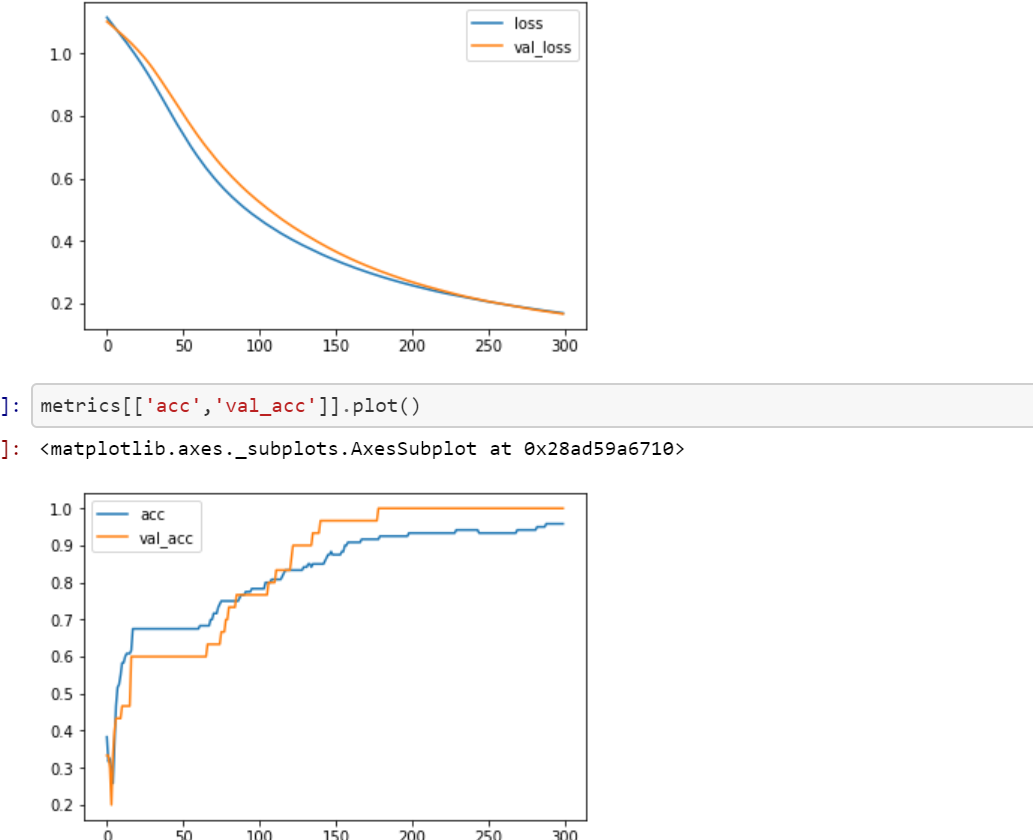 loss
val_loss
1.0
0.8
0.6
0.4
0.2
0 50 100 150 200 250 300
]: metrics[['acc','val_acc']].plot()
]: <matplotlib.axes._subplots.AxesSubplot at 0x28ad59a6710>
acc
val_acc
1.0
0.9
0.8
0.7
0.6
0.5
0.4
0.3
0.2
0 50 100 150 200 250 300